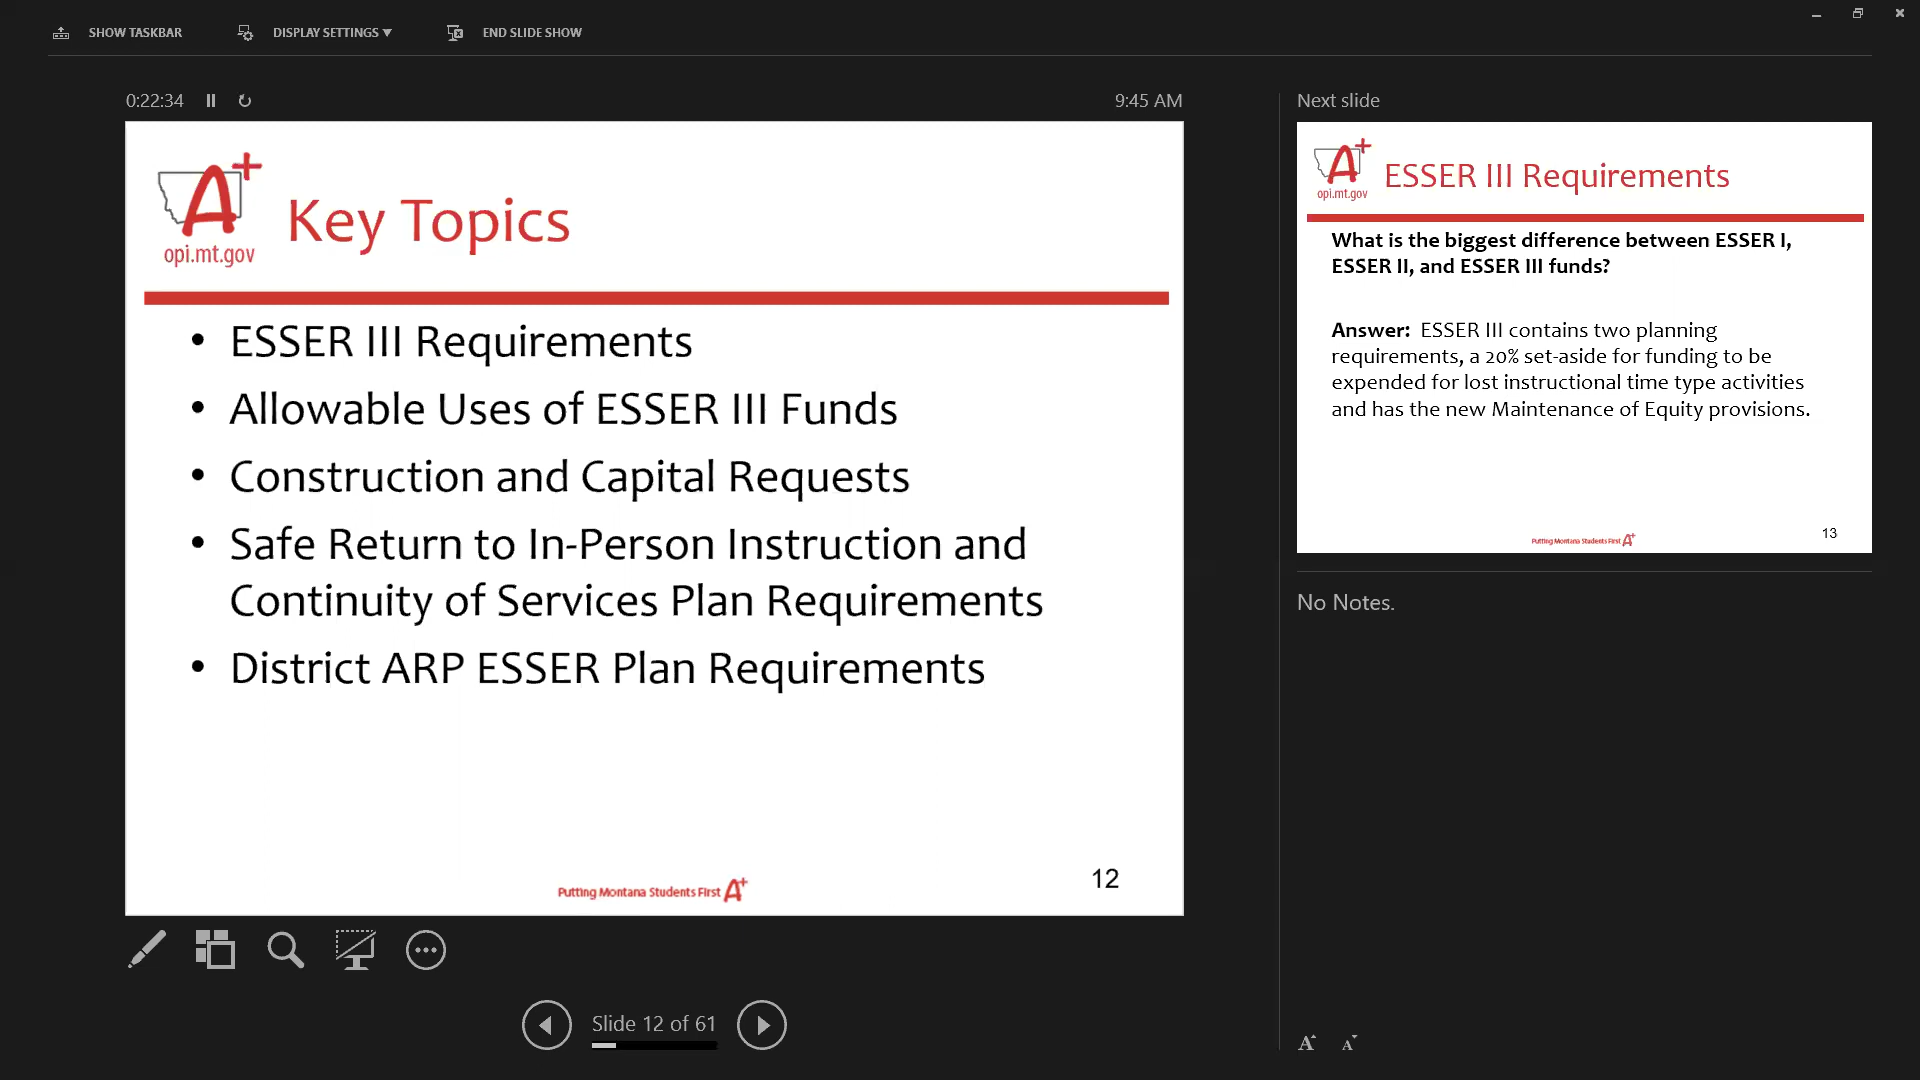 SHOW TASKBAR
DISPLAY SETTINGS ▼
END SLIDE SHOW
0:22:34
9:45 AM
A+
opi.mt.gov
Key Topics
• ESSER III Requirements
• Allowable Uses of ESSER III Funds
• Construction and Capital Requests
• Safe Return to In-Person Instruction and
Continuity of Services Plan Requirements
• District ARP ESSER Plan Requirements
Putting Montana Students First A+
12
Slide 12 of 61
Next slide
A+
opi.mt.gov
ESSER III Requirements
What is the biggest difference between ESSER I,
ESSER II, and ESSER III funds?
Answer: ESSER III contains two planning
requirements, a 20% set-aside for funding to be
expended for lost instructional time type activities
and has the new Maintenance of Equity provisions.
Putting Montana Students First A+
13
No Notes.
A A